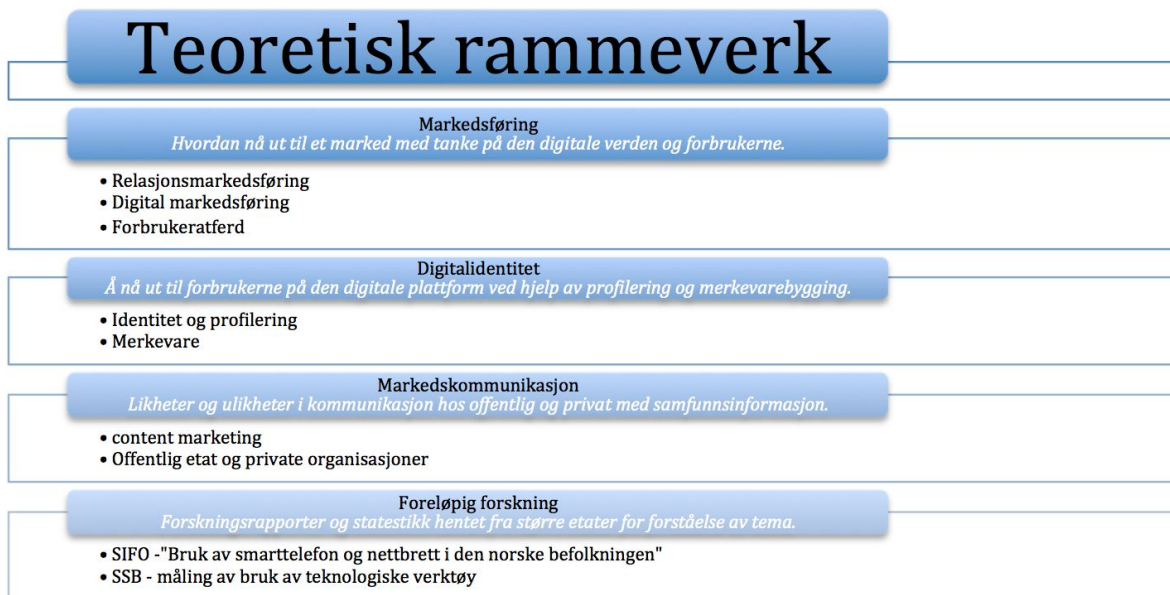 Teoretisk rammeverk
Markedsføring
Hvordan nå ut til et marked med tanke på den digitale verden og forbrukerne.
• Relasjonsmarkedsføring
• Digital markedsføring
• Forbrukeratferd
Digitalidentitet
Å nå ut til forbrukerne på den digitale plattform ved hjelp av profilering og merkevarebygging.
• Identitet og profilering
• Merkevare
Markedskommunikasjon
Likheter og ulikheter i kommunikasjon hos offentlig og privat med samfunnsinformasjon.
• content marketing
• Offentlig etat og private organisasjoner
Foreløpig forskning
Forskningsrapporter og statestikk hentet fra større etater for forståelse av tema.
• SIFO -"Bruk av smarttelefon og nettbrett i den norske befolkningen"
• SSB - måling av bruk av teknologiske verktøy